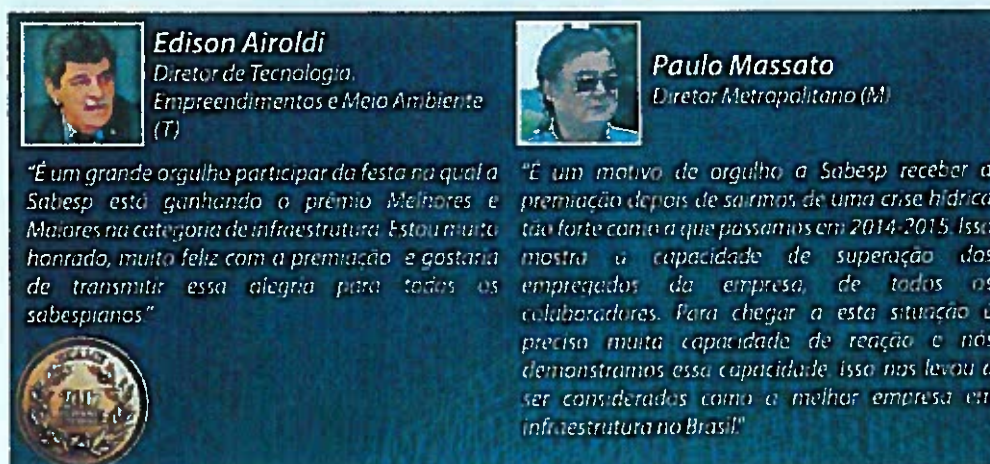 Edison Airoldi
Diretor de Tecnologia,
Empreendimentos e Meio Ambiente
(T)
"É um grande orgulho participar da festa na qual a
Sabesp está ganhando o prêmio Melhores e
Maiores na categoria de infraestrutura. Estou muito
honrado, muito feliz com a premiação e gostaria
de transmitir essa alegria para todos os
sabespianos."
Paulo Massato
Diretor Metropolitano (M)
"É um motivo de orgulho a Sabesp receber a
premiação depois de sairmos de uma crise hídrica
tão forte como a que passamos em 2014-2015. Isso
mostra a capacidade de superação dos
empregados da empresa, de todos os
colaboradores. Para chegar a esta situação é
preciso muita capacidade de reação e nós
demonstramos essa capacidade. Isso nos levou a
ser considerados como a melhor empresa em
infraestrutura no Brasil."